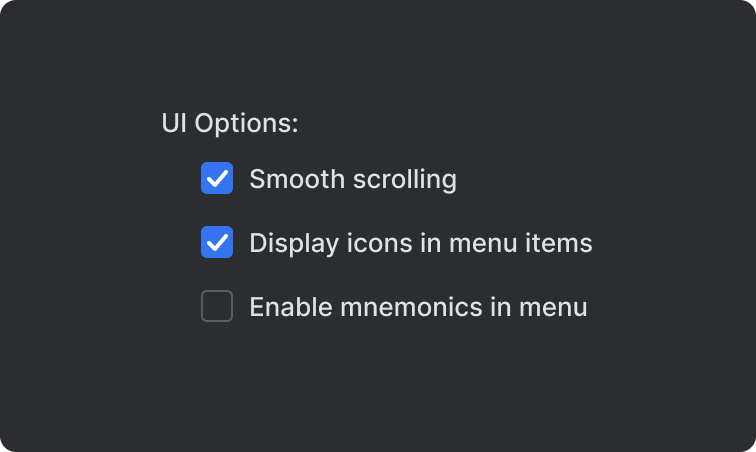 UI Options:
Smooth scrolling
Display icons in menu items
Enable mnemonics in menu